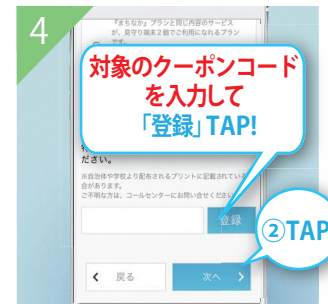 4
『まちなか』プランと同じ内容のサービス
が、見守り端末2個でご利用になれるプラン
です。
対象のクーポンコード
を入力して
「登録」TAP!
ださい。
※自治体や学校より配布されるプリントに記載されている
合があります。
ご不明な方は、コールセンターにお問い合せください
登録
②TAP
戻る
次へ